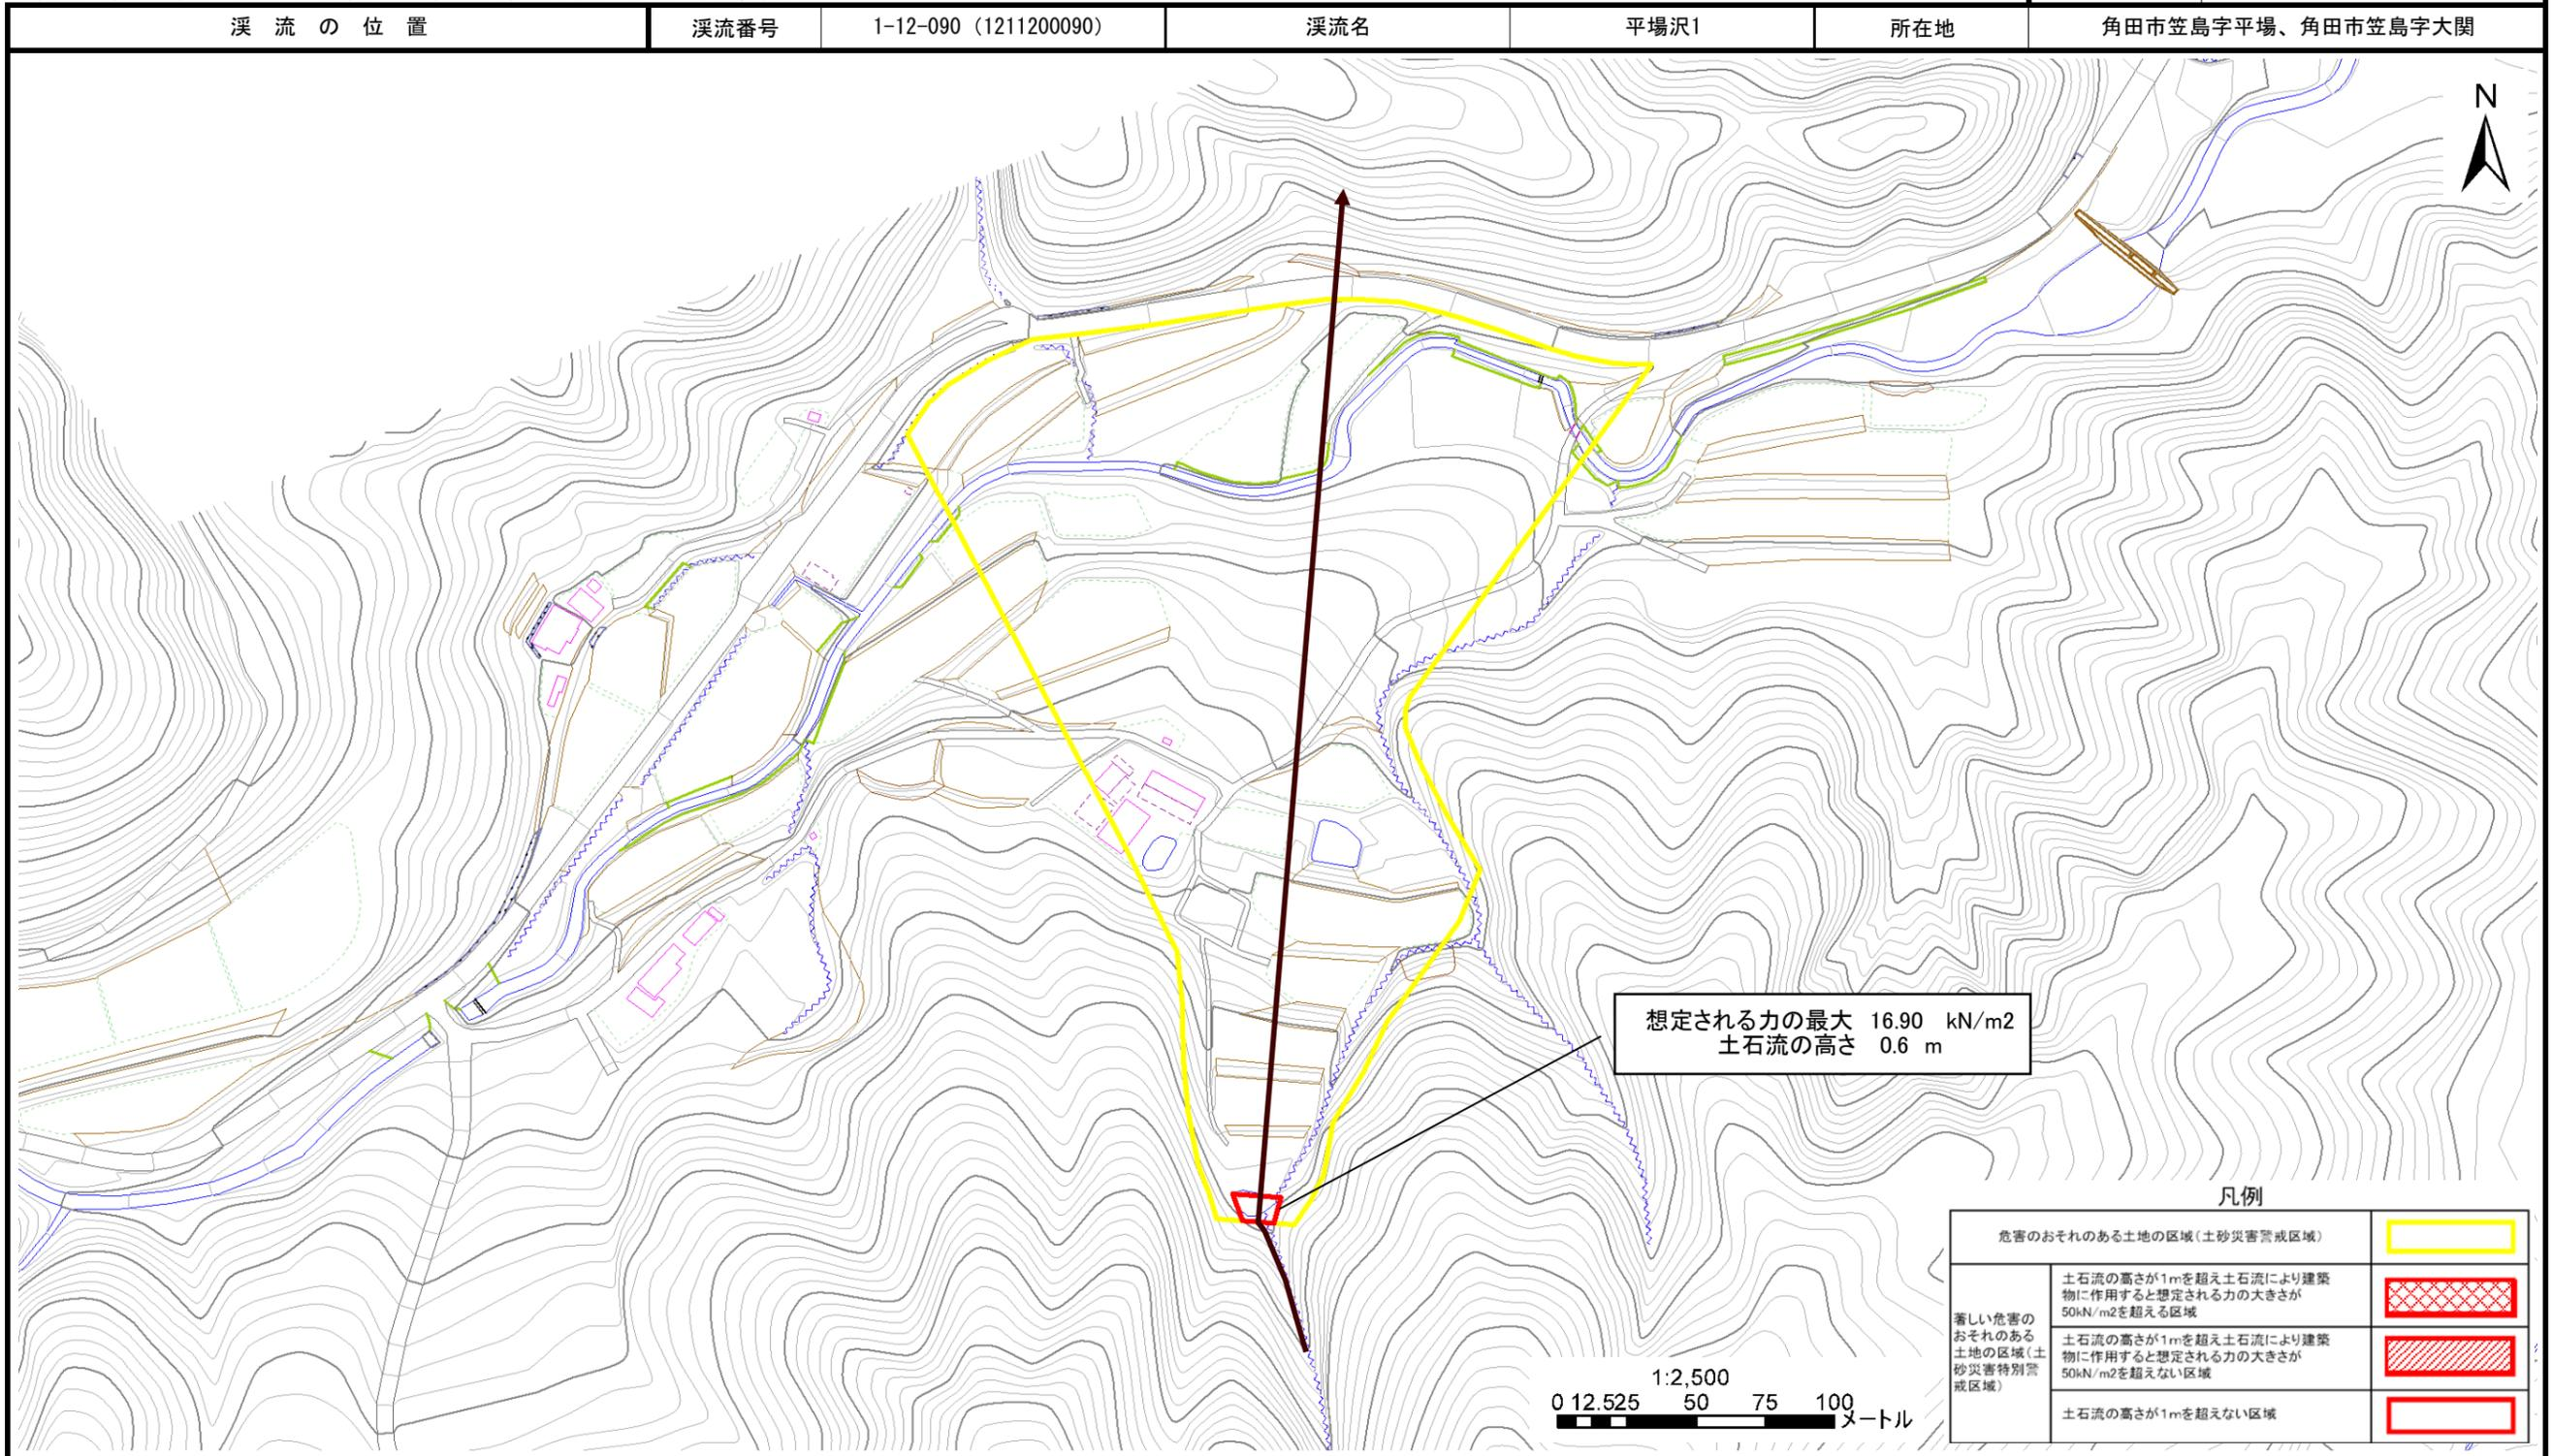 渓 流 の 位 置
渓流番号
1-12-090（1211200090）
渓流名
平場沢1
所在地
角田市笠島字平場、角田市笠島字大関
N
想定される力の最大 16.90 kN/m2
土石流の高さ 0.6 m
1:2,500
0 12.525 50 75 100
メートル
凡例
危害のおそれのある土地の区域（土砂災害警戒区域）
著しい危害の
おそれのある
土地の区域（土
砂災害特別警
戒区域）
土石流の高さが1mを超え土石流により建築
物に作用すると想定される力の大きさが
50kN/m2を超える区域
土石流の高さが1mを超え土石流により建築
物に作用すると想定される力の大きさが
50kN/m2を超えない区域
土石流の高さが1mを超えない区域